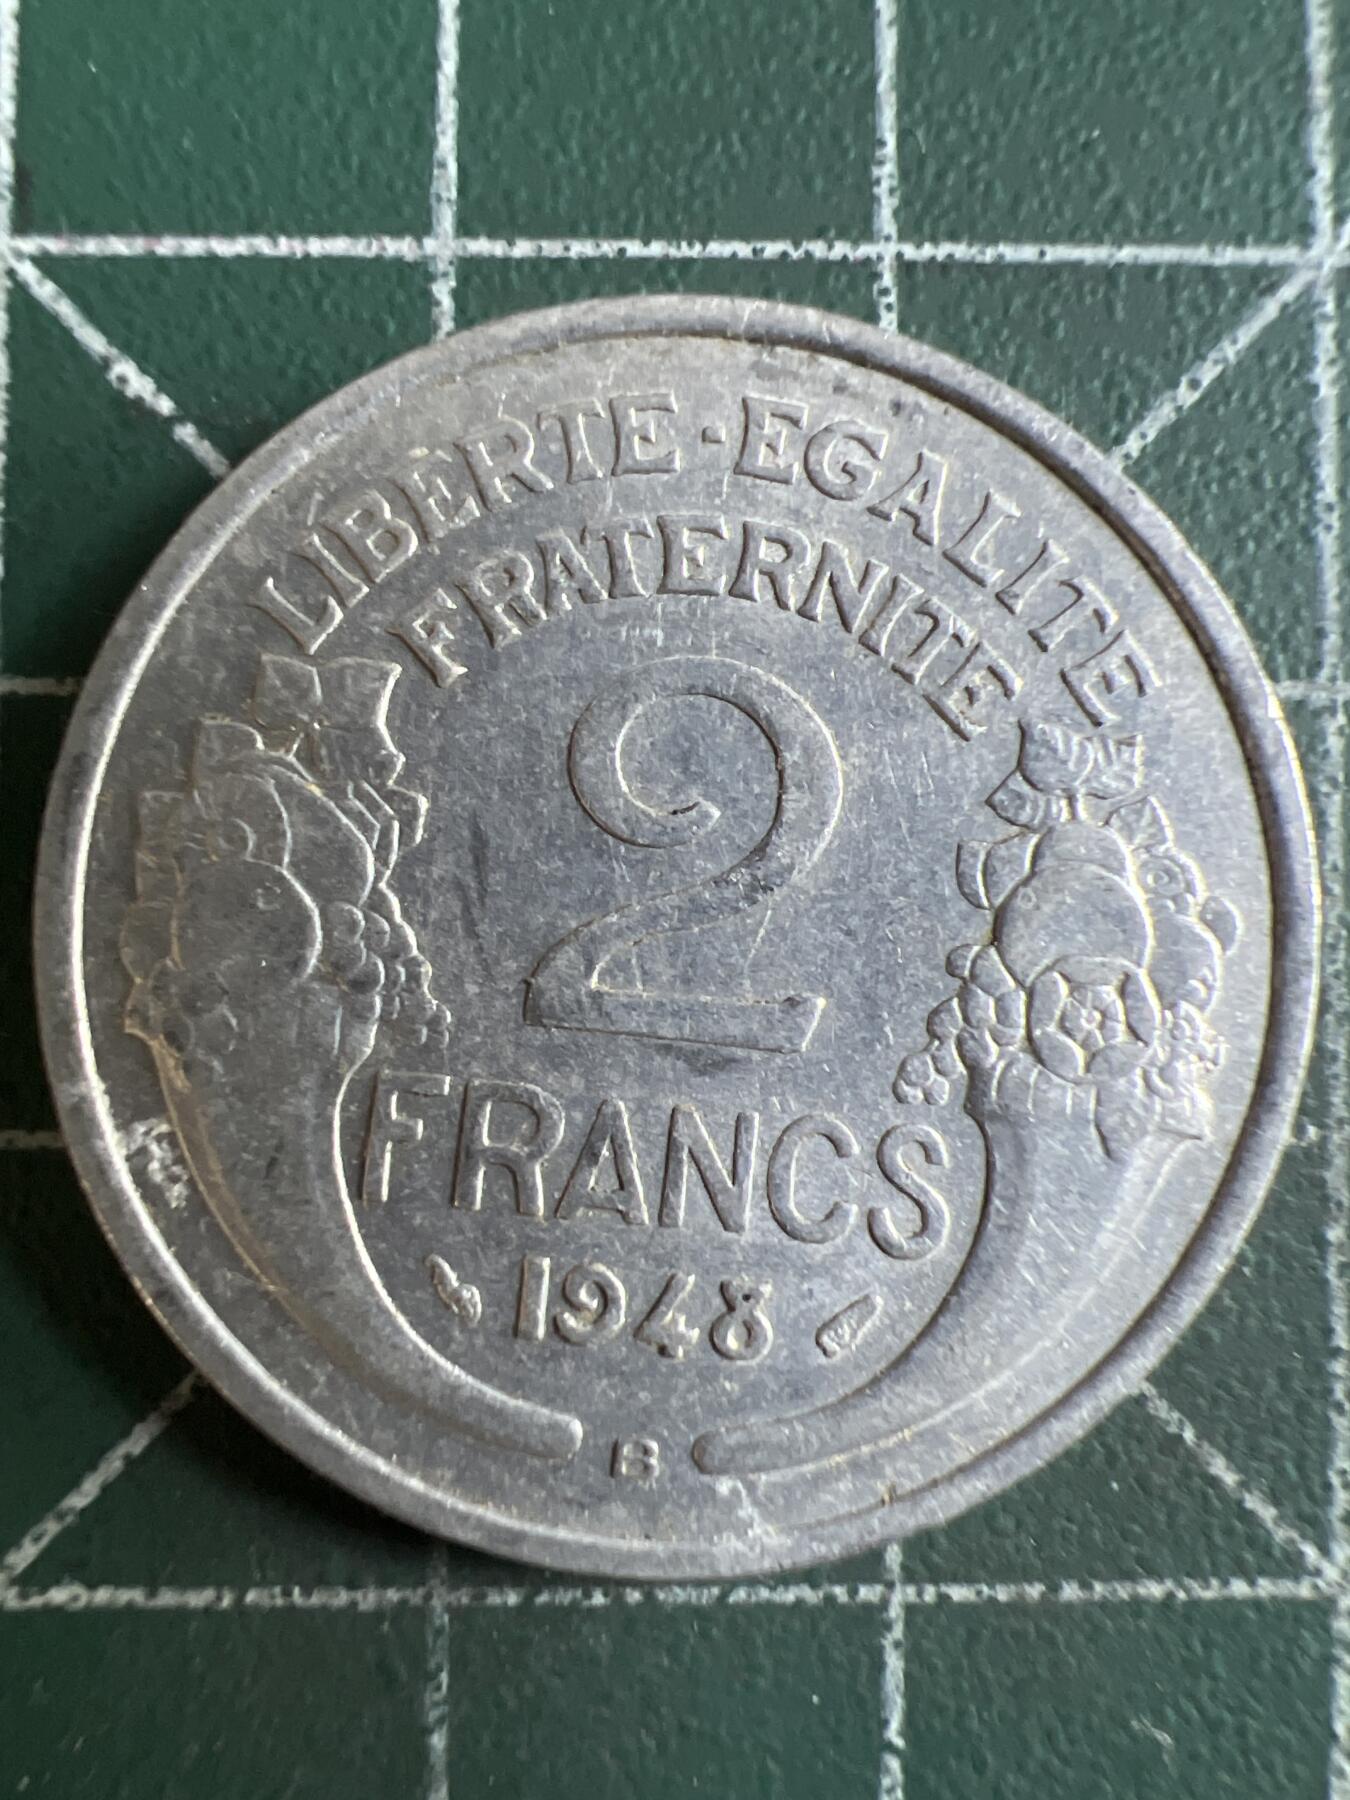 LIBERTE·EGALITE
FRATERNITE
2
FRANCS
1948
B